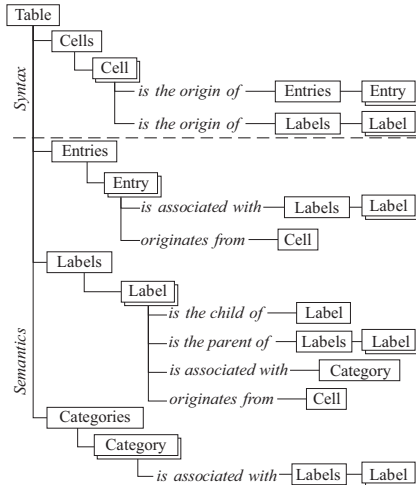 Table
Cells
Cell
is the origin of Entries Entry
is the origin of Labels Label
Syntax
Entries
Entry
is associated with Labels Label
originates from Cell
Labels
Label
is the child of Label
is the parent of Labels Label
is associated with Category
originates from Cell
Semantics
Categories
Category
is associated with Labels Label